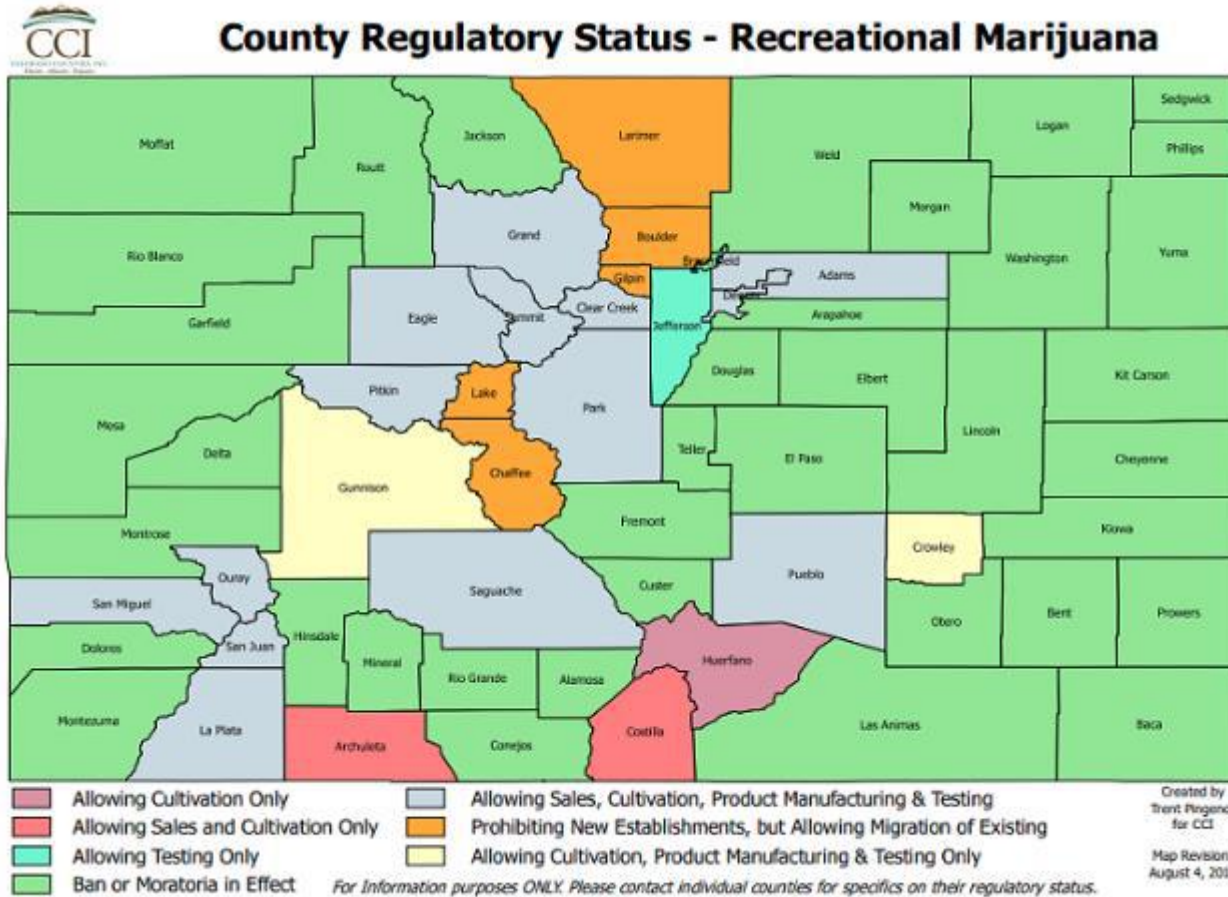 CCI
County Regulatory Status - Recreational Marijuana
Sedgwick
Logan
Jackson
Larimer
Moffat
Weld
Phillips
Routt
Morgan
Grand
Boulder
Rio Blanco
Washington
Yuma
Gilpin
Adams
Clear Creek
Eagle
Arapahoe
Garfield
Jefferson
Douglas
Elbert
Kit Carson
Pitkin
Lake
Park
Mesa
Lincoln
Delta
Teller
El Paso
Cheyenne
Chaffee
Gunnison
Fremont
Montrose
Kiowa
Crowley
Ouray
Pueblo
Custer
Saguache
San Miguel
Bent
Prowers
Otero
Hinsdale
San Juan
Dolores
Huerfano
Mineral
Rio Grande
Alamosa
Montezuma
La Plata
Costilla
Las Animas
Baca
Archuleta
Conejos
Allowing Cultivation Only
Allowing Sales and Cultivation Only
Allowing Testing Only
Ban or Moratoria in Effect
Allowing Sales, Cultivation, Product Manufacturing & Testing
Prohibiting New Establishments, but Allowing Migration of Existing
Allowing Cultivation, Product Manufacturing & Testing Only
For Information purposes ONLY. Please contact individual counties for specifics on their regulatory status.
Created by
Trent Pingen
for CCI
Map Revision
August 4, 201